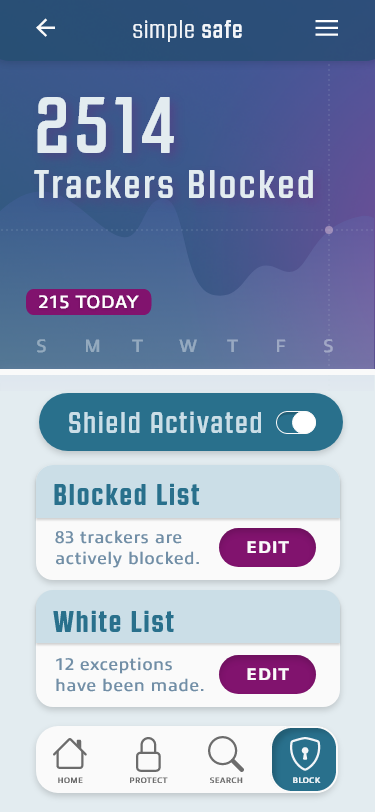 simple safe
2514
Trackers Blocked
215 TODAY
S M T W T F S
Shield Activated
Blocked List
83 trackers are
actively blocked.
EDIT
White List
12 exceptions
have been made.
EDIT
HOME PROTECT SEARCH BLOCK